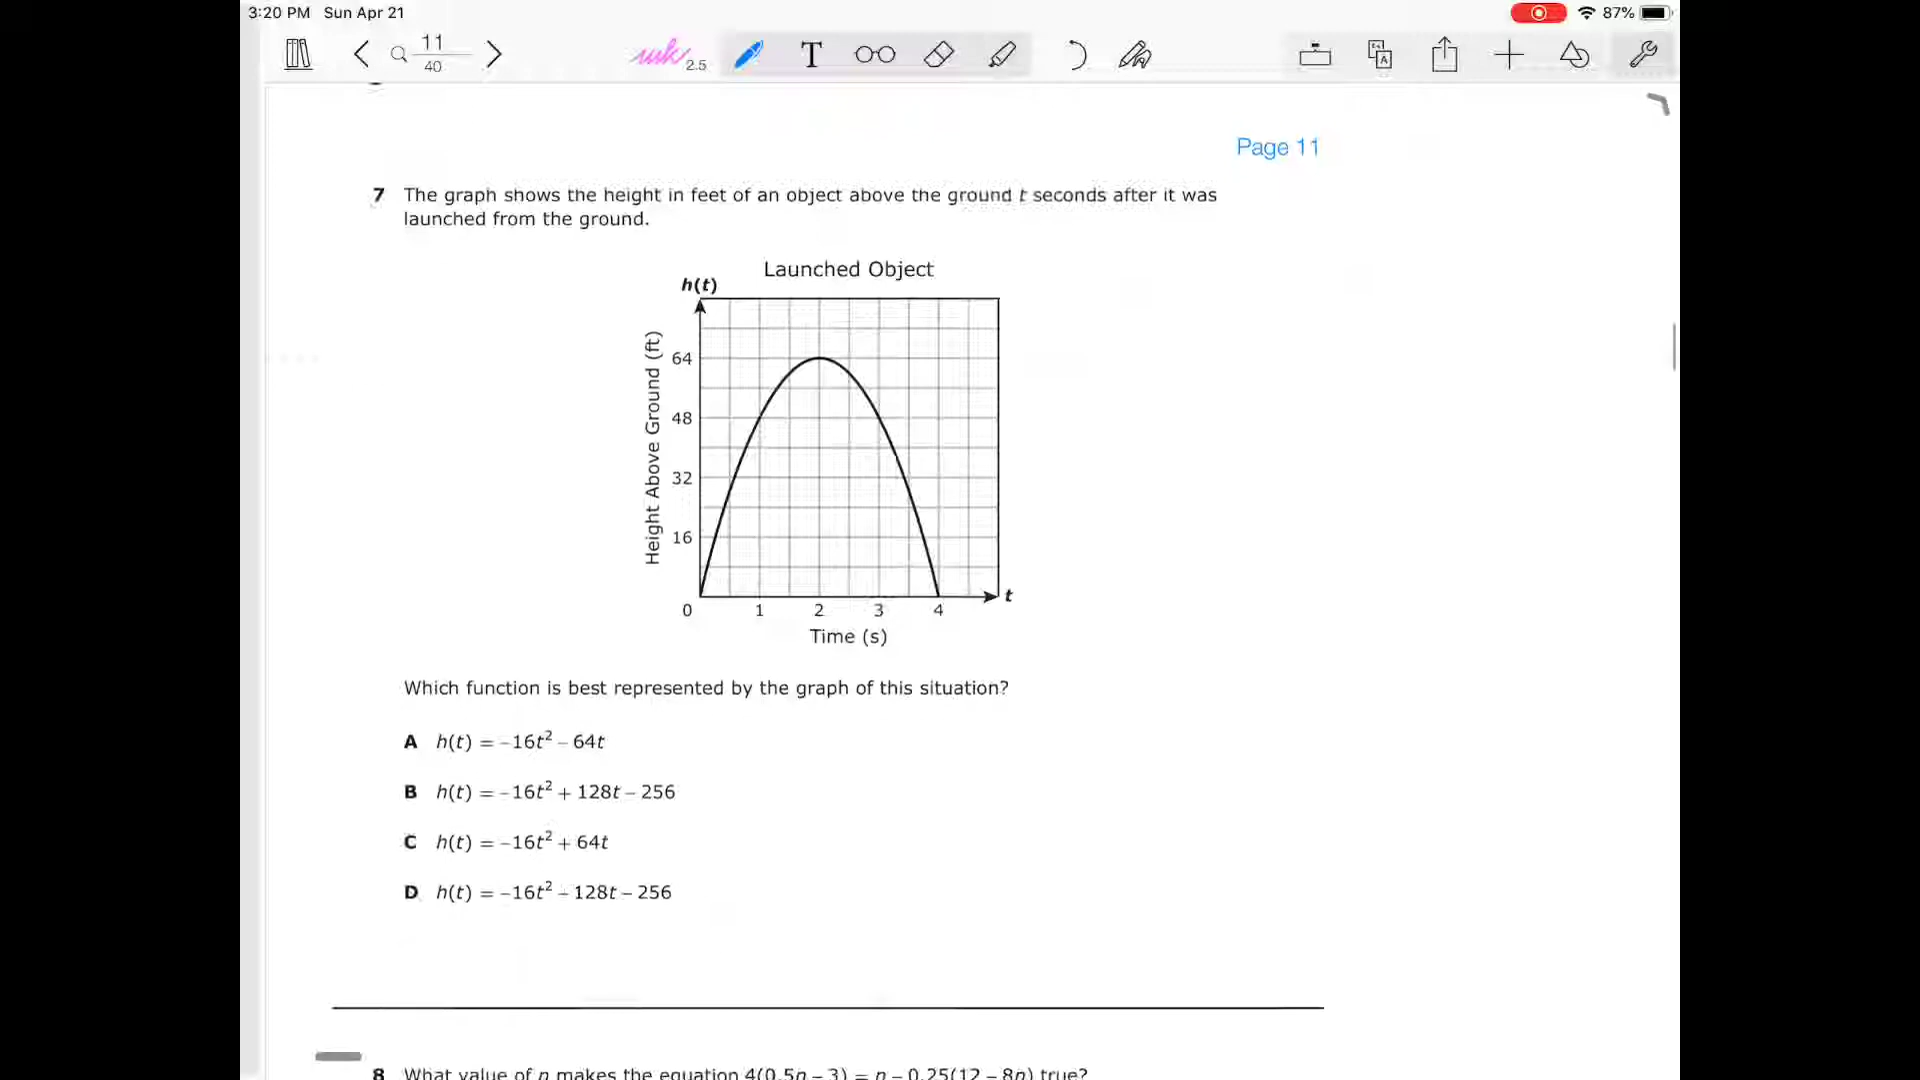 3:20 PM Sun Apr 21
87%
11
40
2.5
T
Page 11
7 The graph shows the height in feet of an object above the ground t seconds after it was
launched from the ground.
Launched Object
h(t)
Height Above Ground (ft)
64
48
32
16
0 1 2 3 4
t
Time (s)
Which function is best represented by the graph of this situation?
A h(t) = –16t² – 64t
B h(t) = –16t² + 128t – 256
C h(t) = –16t² + 64t
D h(t) = –16t² – 128t – 256
8 What value of n makes the equation 4(0.5n – 3) = n – 0.25(12 – 8n) true?